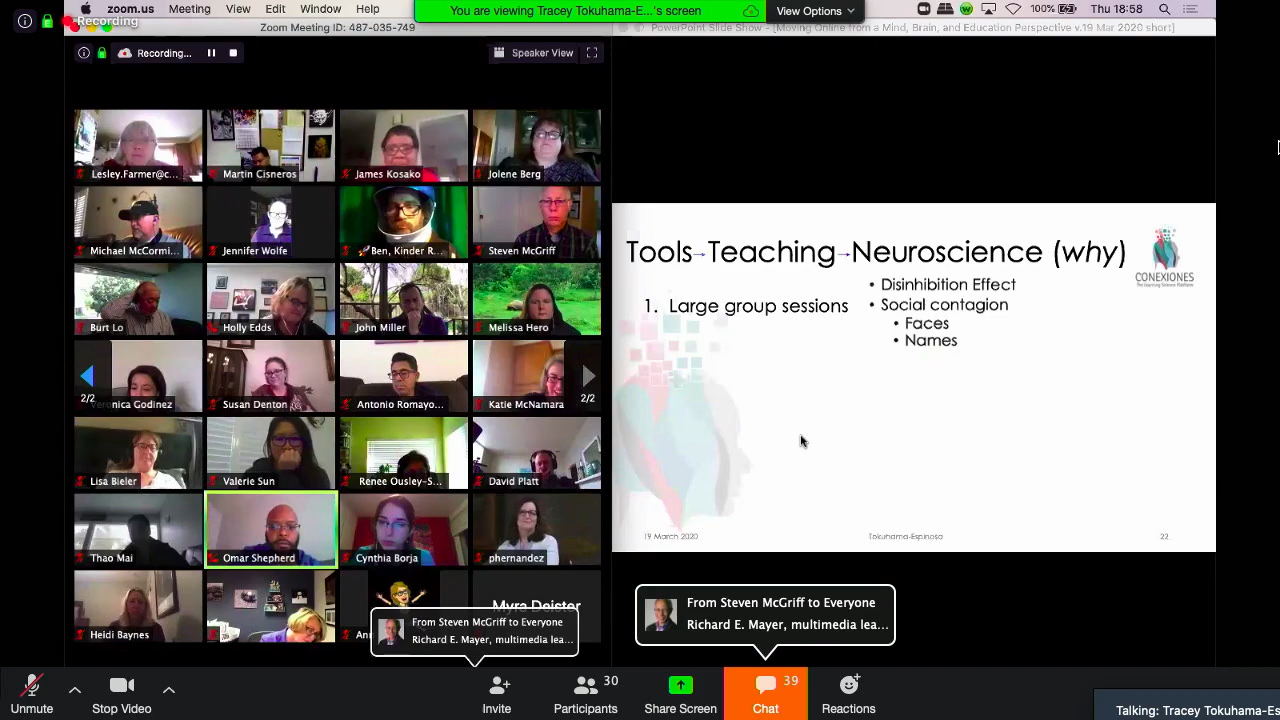 zoom.us Meeting View Edit Window Help
You are viewing Tracey Tokuhama-E...'s screen
View Options
100%
Thu 18:58
Recording
Zoom Meeting ID: 487-035-749
PowerPoint Slide Show - [Moving Online from a Mind, Brain, and Education Perspective v.19 Mar 2020 short]
Recording...
Speaker View
Lesley.Farmer@c...
Martin Cisneros
James Kosako
Jolene Berg
Michael McCormi...
Jennifer Wolfe
🚀Ben, Kinder R...
Steven McGriff
Burt Lo
Holly Edds
John Miller
Melissa Hero
2/2
Veronica Godinez
Susan Denton
Antonio Romayo...
Katie McNamara
2/2
Lisa Bieler
Valerie Sun
Renee Ousley-S...
David Platt
Thao Mai
Omar Shepherd
Cynthia Borja
phernandez
Heidi Baynes
Myra Deister
From Steven McGriff to Everyone
Richard E. Mayer, multimedia lea...
Tools→Teaching→Neuroscience (why)
CONEXIONES
The Learning Sciences Platform
1. Large group sessions
• Disinhibition Effect
• Social contagion
• Faces
• Names
19 March 2020
Tokuhama-Espinosa
22
From Steven McGriff to Everyone
Richard E. Mayer, multimedia lea...
Unmute
Stop Video
Invite
30
Participants
Share Screen
39
Chat
Reactions
Talking: Tracey Tokuhama-Es